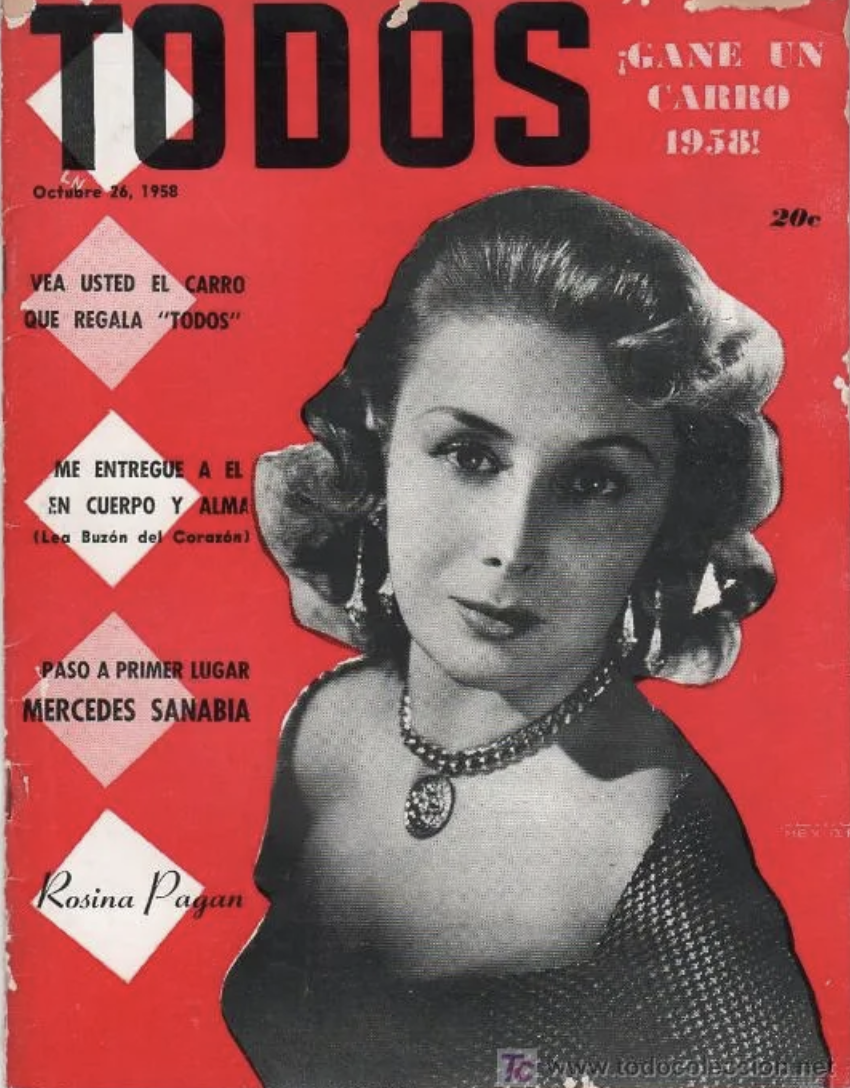 TODOS
¡GANE UN
CARRO
1958!
Octubre 26, 1958
20c
VEA USTED EL CARRO
QUE REGALA "TODOS"
ME ENTREGUE A EL
EN CUERPO Y ALMA
(Lea Buzón del Corazón)
PASO A PRIMER LUGAR
MERCEDES SANABIA
Rosina Pagan
Tc www.todocoleccion.net